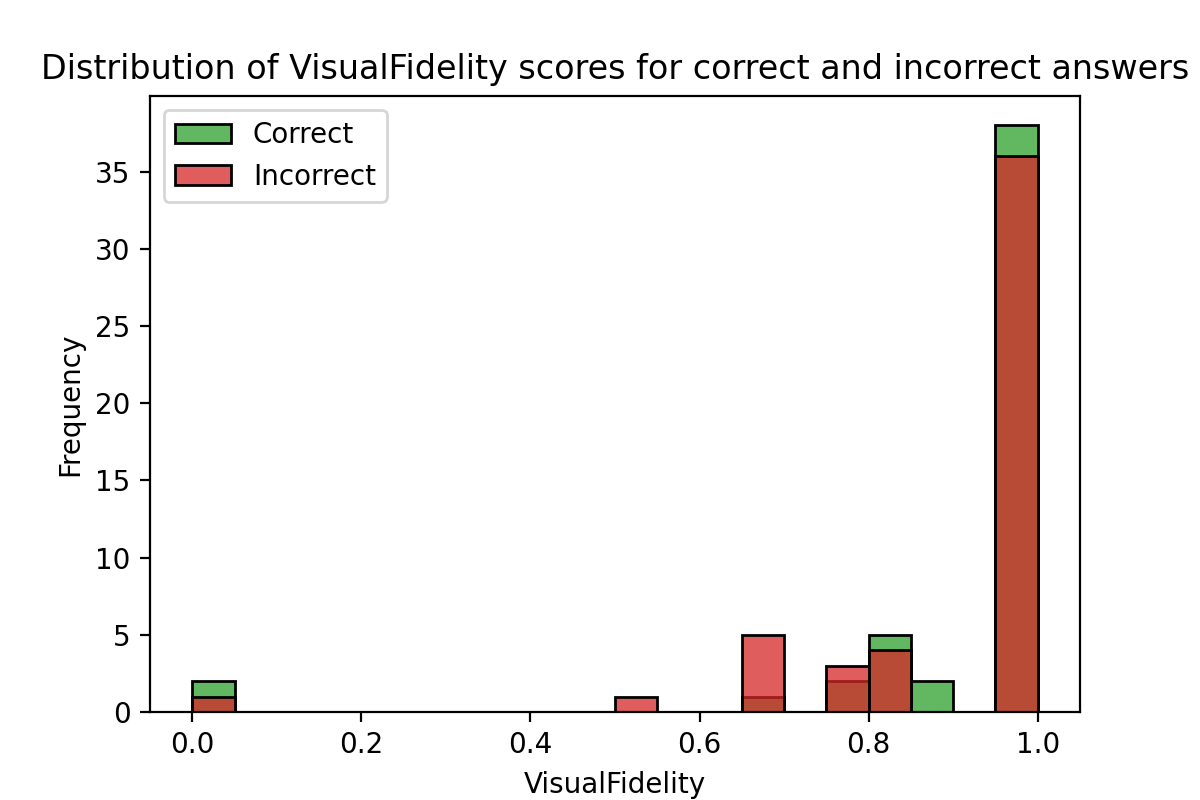 Distribution of VisualFidelity scores for correct and incorrect answers
Correct
Incorrect
35
30
25
20
15
10
5
0
Frequency
0.0 0.2 0.4 0.6 0.8 1.0
VisualFidelity